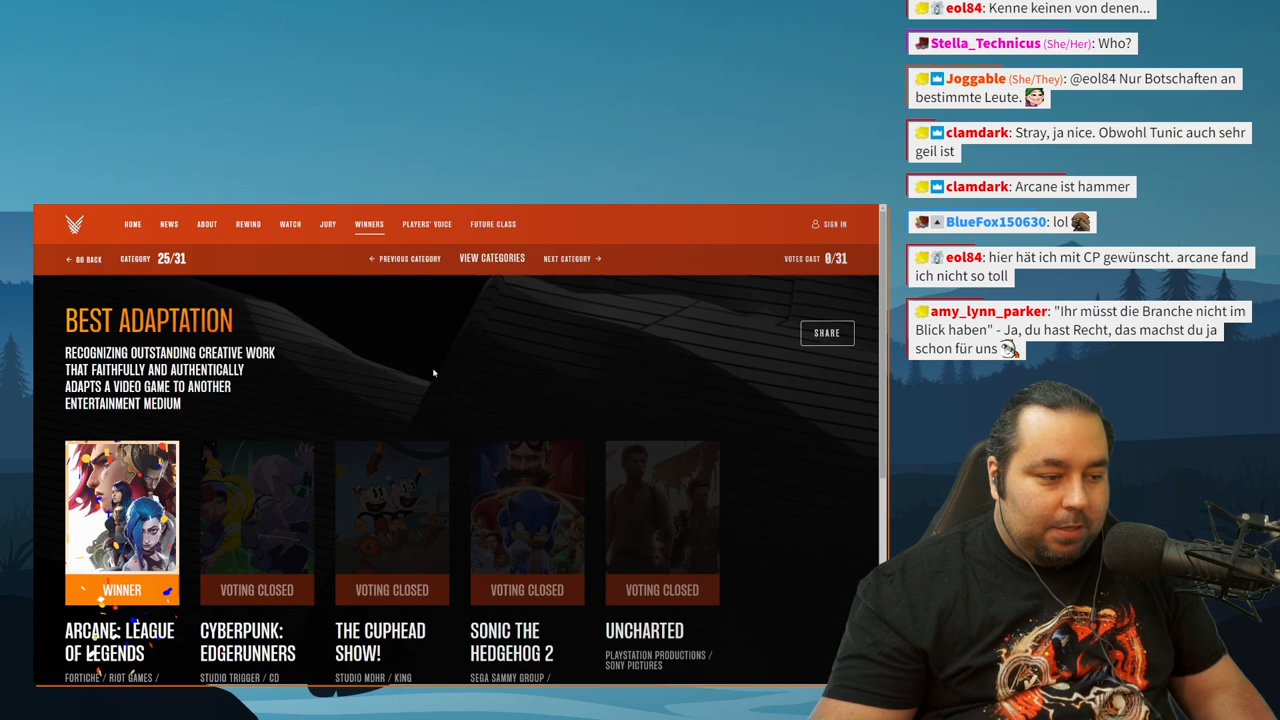 eol84: Kenne keinen von denen...
Stella_Technicus (She/Her): Who?
Joggable (She/They): @eol84 Nur Botschaften an
bestimmte Leute.
clamdark: Stray, ja nice. Obwohl Tunic auch sehr
geil ist
clamdark: Arcane ist hammer
BlueFox150630: lol
eol84: hier hät ich mit CP gewünscht. arcane fand
ich nicht so toll
amy_lynn_parker: "Ihr müsst die Branche nicht im
Blick haben" - Ja, du hast Recht, das machst du ja
schon für uns
HOME NEWS ABOUT REWIND WATCH JURY WINNERS PLAYERS' VOICE FUTURE CLASS SIGN IN
← GO BACK CATEGORY 25/31 ← PREVIOUS CATEGORY VIEW CATEGORIES NEXT CATEGORY → VOTES CAST 0/31
BEST ADAPTATION
SHARE
RECOGNIZING OUTSTANDING CREATIVE WORK
THAT FAITHFULLY AND AUTHENTICALLY
ADAPTS A VIDEO GAME TO ANOTHER
ENTERTAINMENT MEDIUM
WINNER VOTING CLOSED VOTING CLOSED VOTING CLOSED VOTING CLOSED
ARCANE: LEAGUE
OF LEGENDS
FORTICHE / RIOT GAMES /
CYBERPUNK:
EDGERUNNERS
STUDIO TRIGGER / CD
THE CUPHEAD
SHOW!
STUDIO MDHR / KING
SONIC THE
HEDGEHOG 2
SEGA SAMMY GROUP /
UNCHARTED
PLAYSTATION PRODUCTIONS /
SONY PICTURES